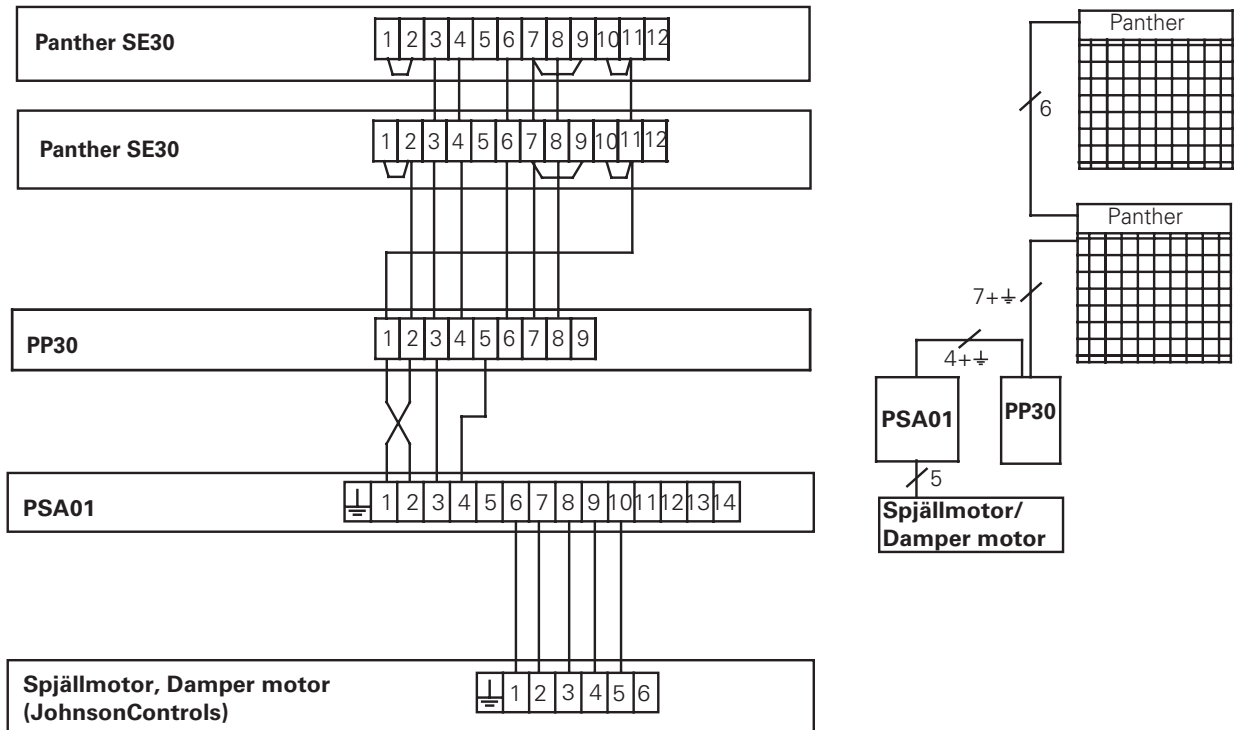 Panther SE30
1 2 3 4 5 6 7 8 9 10 11 12
Panther SE30
1 2 3 4 5 6 7 8 9 10 11 12
PP30
1 2 3 4 5 6 7 8 9
PSA01
1 2 3 4 5 6 7 8 9 10 11 12 13 14
Spjällmotor, Damper motor
(JohnsonControls)
1 2 3 4 5 6
Panther
6
Panther
7+⏚
4+⏚
PSA01
PP30
5
Spjällmotor/
Damper motor